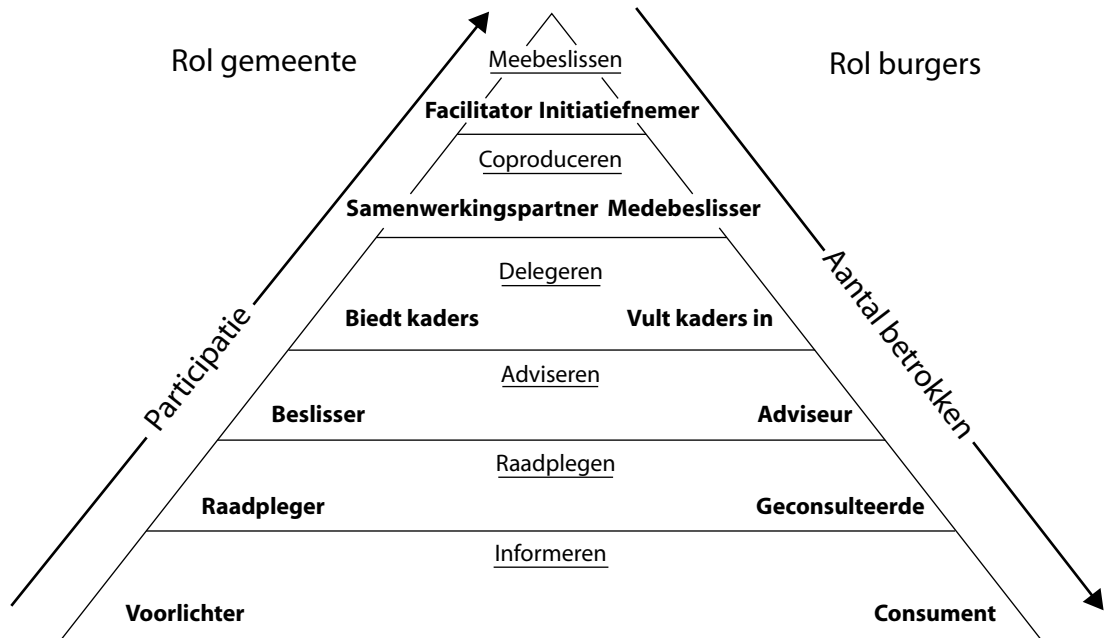 Meebeslissen
Rol gemeente
Rol burgers
Facilitator Initiatiefnemer
Coproduceren
Samenwerkingspartner Medebeslisser
Delegeren
Biedt kaders
Vult kaders in
Participatie
Aantal betrokken
Adviseren
Beslisser
Adviseur
Raadplegen
Raadpleger
Geconsulteerde
Informeren
Voorlichter
Consument